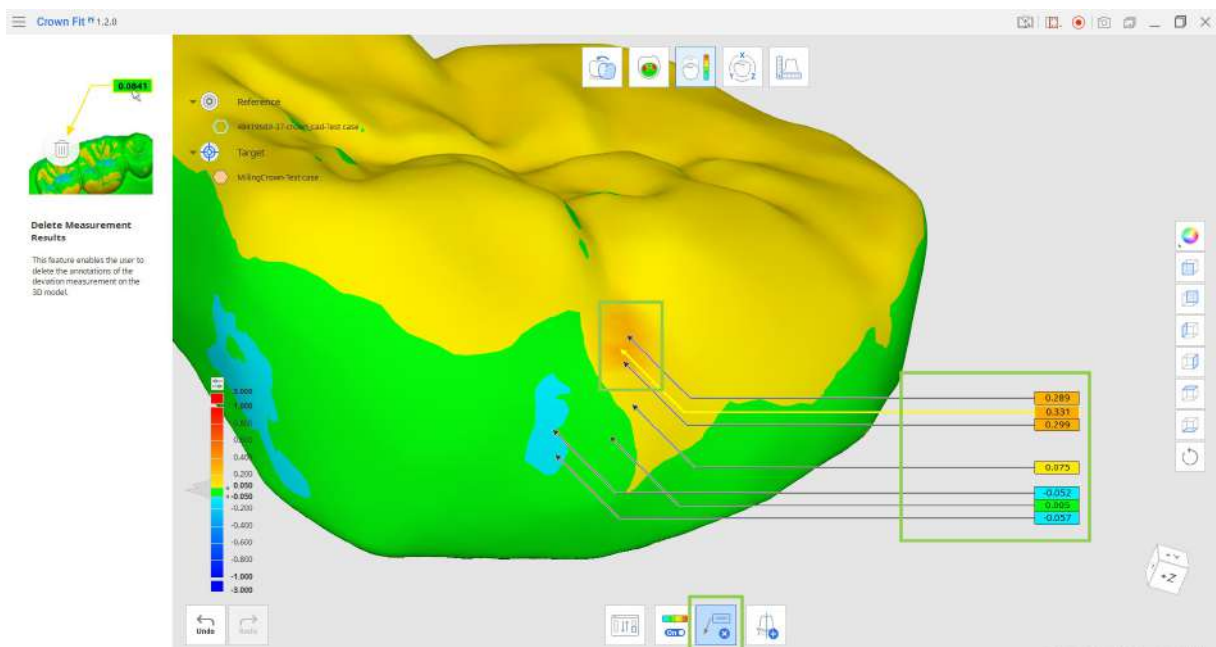 Crown Fit 1.2.0
0.0841
Delete Measurement
Results
This feature enables the user to
delete the annotations of the
deviation measurement on the
3D model.
Reference
Target
MillingCrown-Test case
X
Y
Z
3.000
1.000
0.200
0.050
-0.050
-0.200
-0.400
-0.600
-0.800
-1.000
-3.000
0.289
0.331
0.299
0.075
-0.052
0.005
-0.057
+Z
Undo
Redo
On